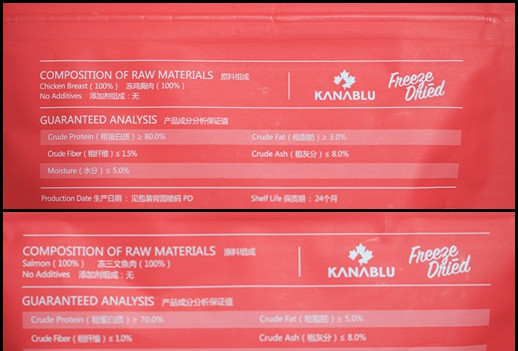 COMPOSITION OF RAW MATERIALS 原料组成
Chicken Breast（100%） 冻鸡胸肉（100%）
No Additives 添加剂组成：无
KANABLU
Freeze Dried
GUARANTEED ANALYSIS 产品成分分析保证值
Crude Protein（粗蛋白质）≥ 80.0% Crude Fat（粗脂肪）≥ 3.0%
Crude Fiber（粗纤维）≤ 1.5% Crude Ash（粗灰分）≤ 8.0%
Moisture（水分）≤ 5.0%
Production Date 生产日期：见包装背面喷码 PD Shelf Life 保质期：24个月
COMPOSITION OF RAW MATERIALS 原料组成
Salmon（100%） 冻三文鱼肉（100%）
No Additives 添加剂组成：无
KANABLU
Freeze Dried
GUARANTEED ANALYSIS 产品成分分析保证值
Crude Protein（粗蛋白质）≥ 70.0% Crude Fat（粗脂肪）≥ 5.0%
Crude Fiber（粗纤维）≤ 1.0% Crude Ash（粗灰分）≤ 8.0%